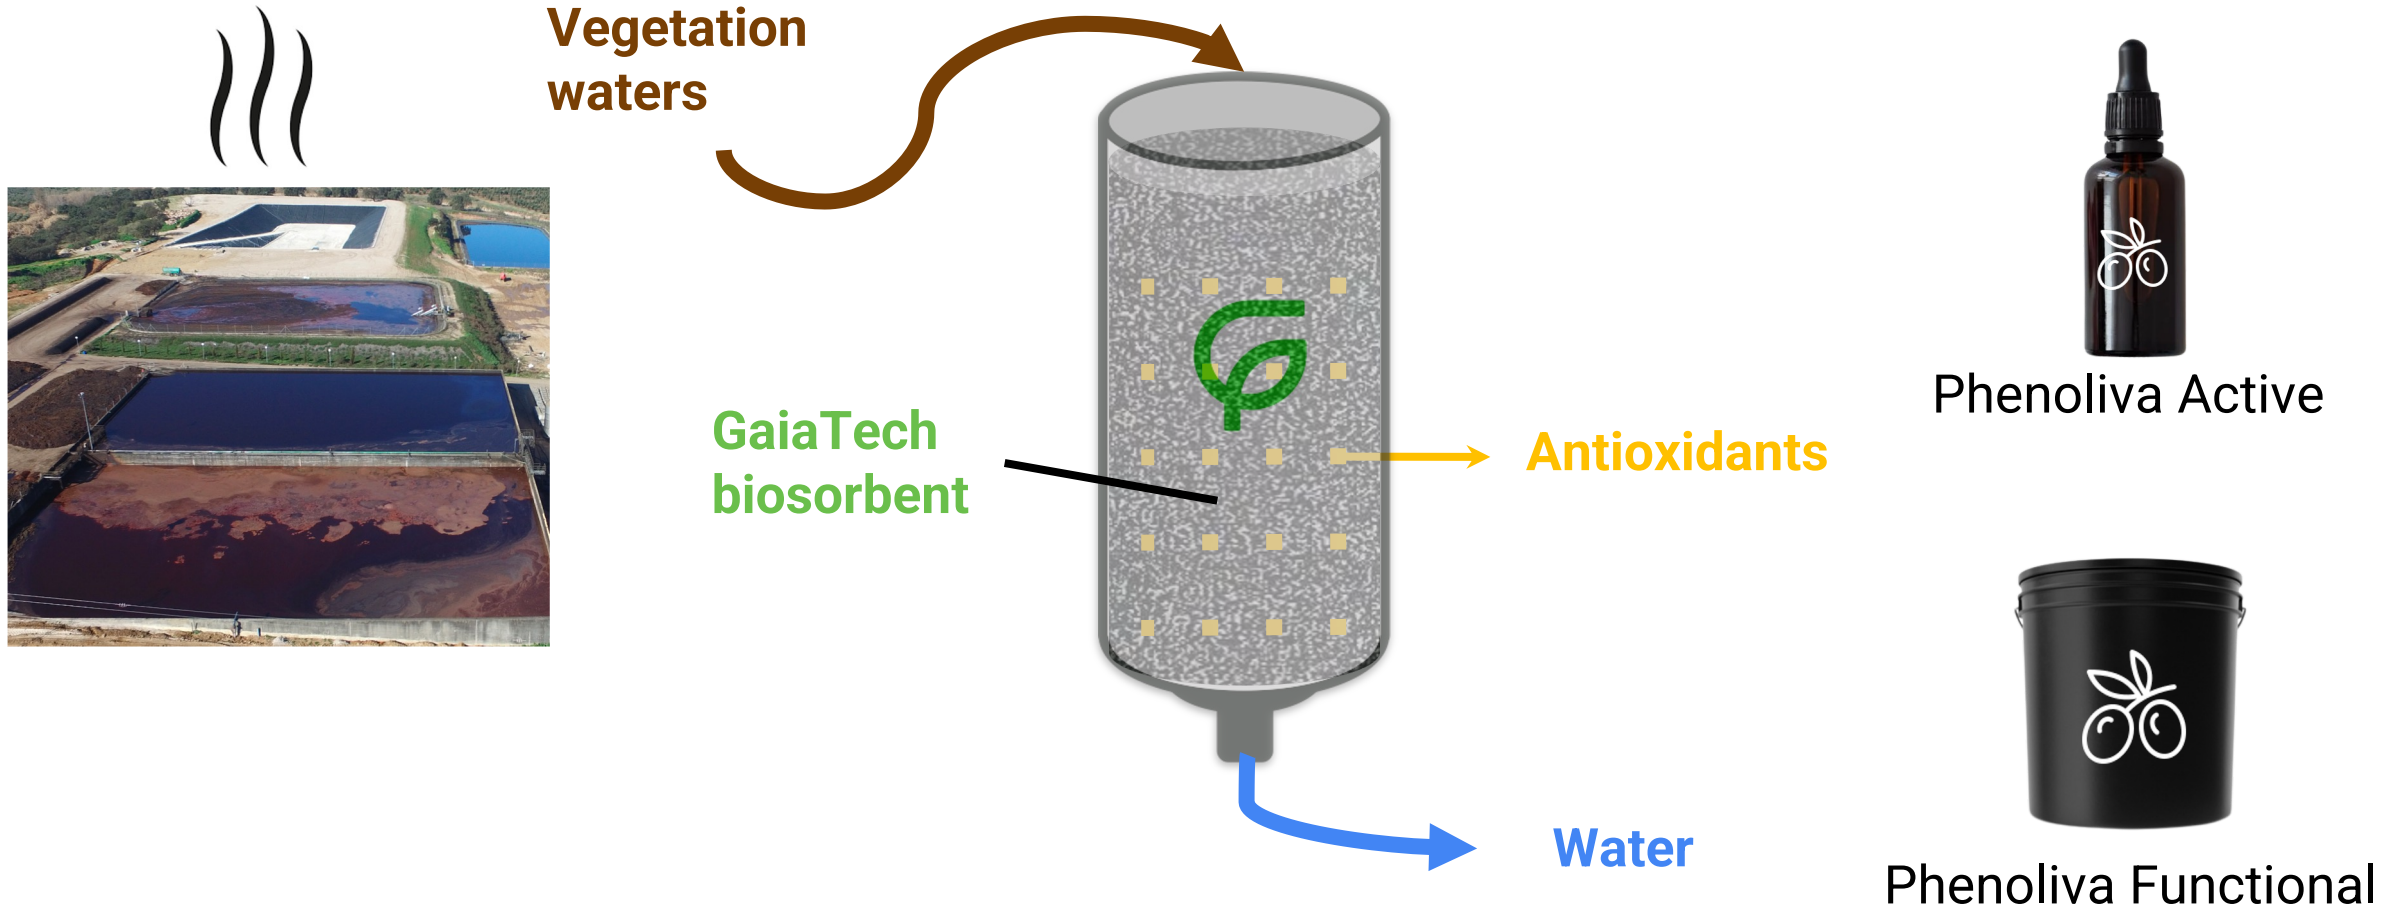 Vegetation
waters
GaiaTech
biosorbent
Antioxidants
Water
Phenoliva Active
Phenoliva Functional